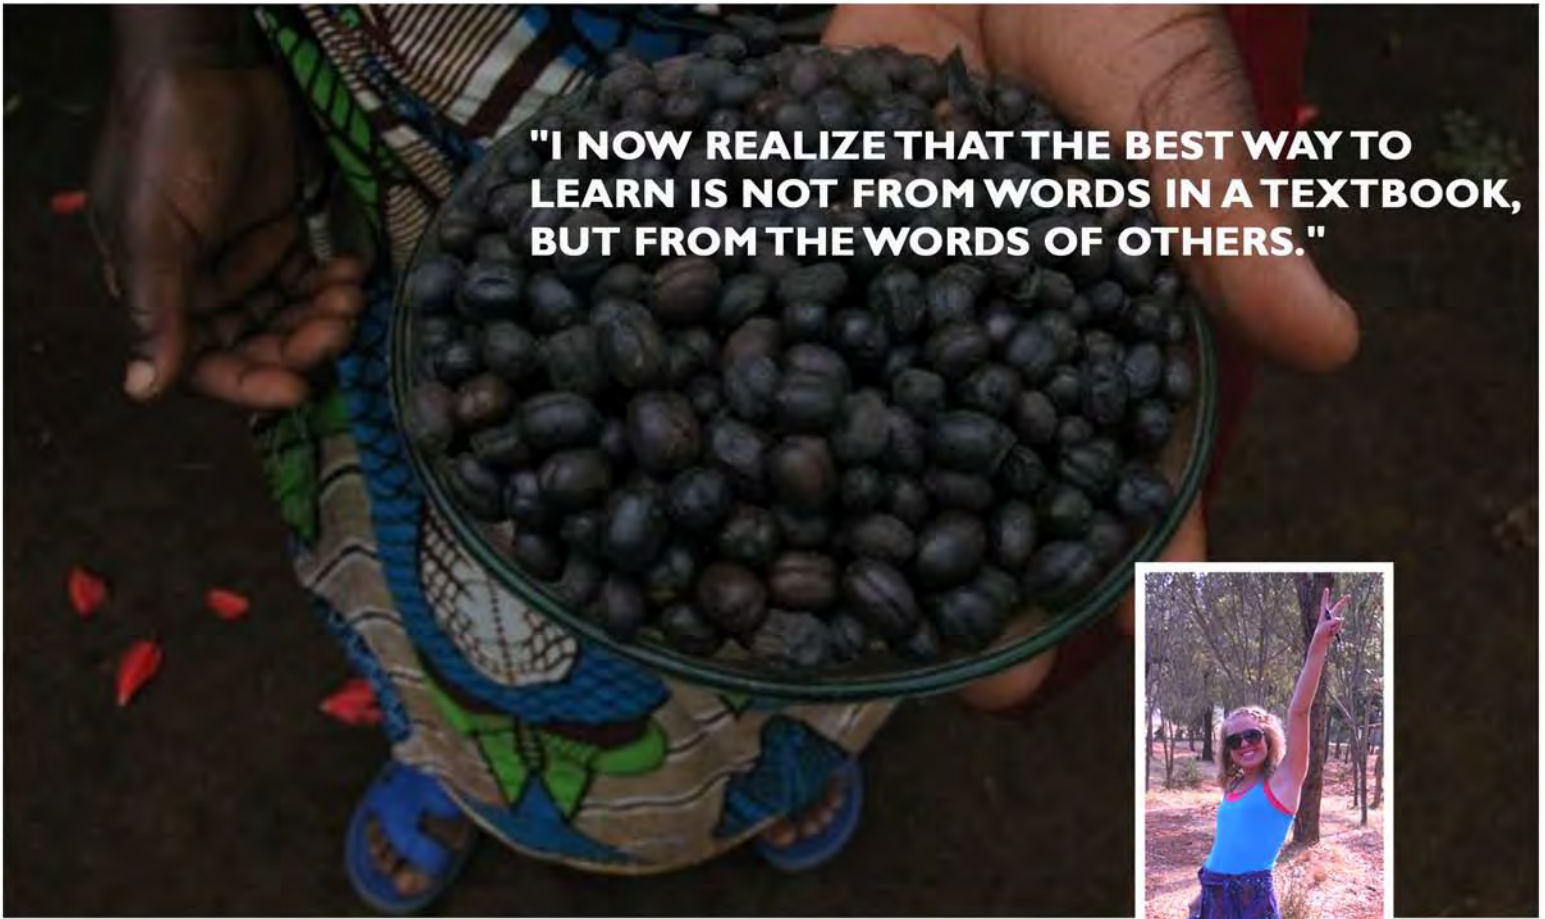 "I NOW REALIZE THAT THE BEST WAY TO
LEARN IS NOT FROM WORDS IN A TEXTBOOK,
BUT FROM THE WORDS OF OTHERS."